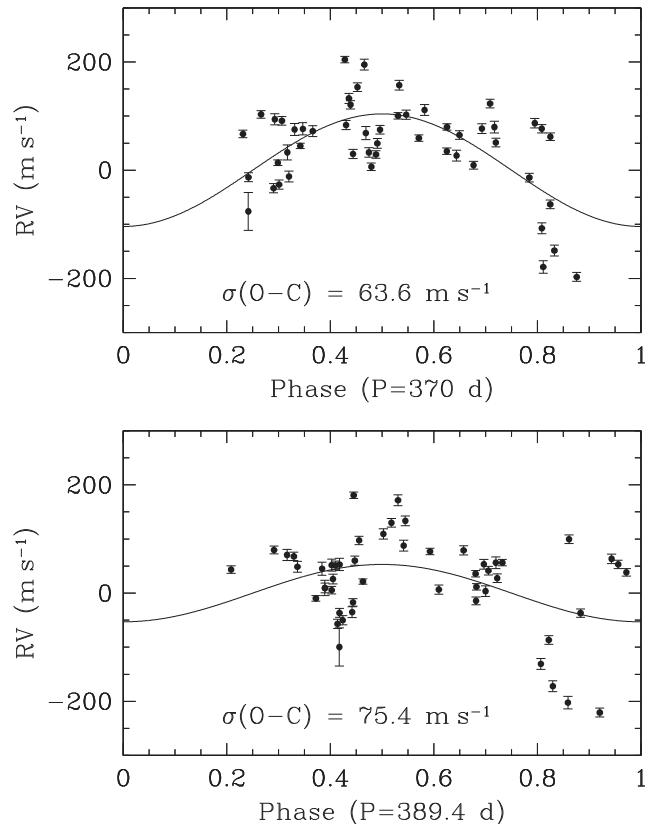 200
0
−200
RV (m s⁻¹)
σ(O−C) = 63.6 m s⁻¹
0 0.2 0.4 0.6 0.8 1
Phase (P=370 d)
200
0
−200
RV (m s⁻¹)
σ(O−C) = 75.4 m s⁻¹
0 0.2 0.4 0.6 0.8 1
Phase (P=389.4 d)